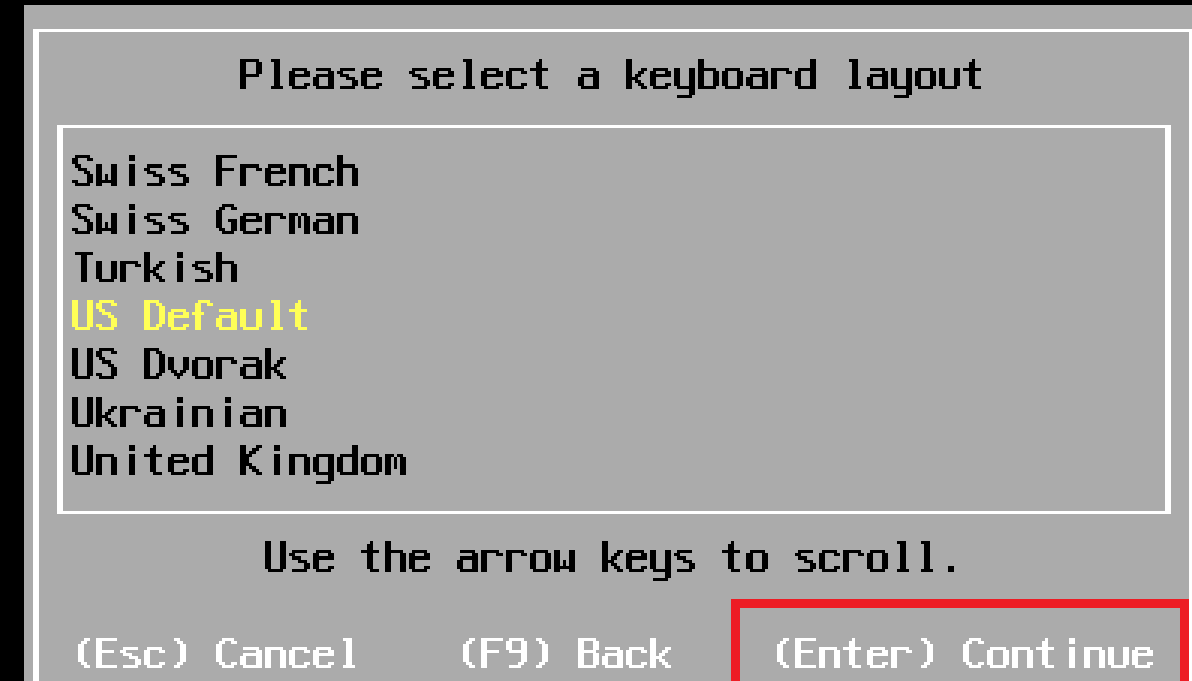 Please select a keyboard layout
Swiss French
Swiss German
Turkish
US Default
US Dvorak
Ukrainian
United Kingdom
Use the arrow keys to scroll.
(Esc) Cancel (F9) Back (Enter) Continue